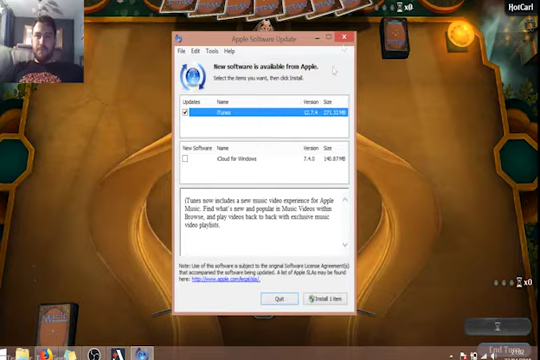 HotCarl
x0
Apple Software Update
File Edit Tools Help
New software is available from Apple.
Select the items you want, then click Install.
Updates Name Version Size
iTunes 12.7.4 271.31MB
New Software Name Version Size
iCloud for Windows 7.4.0 140.87MB
iTunes now includes a new music video experience for Apple
Music. Find what's new and popular in Music Videos within
Browse, and play videos back to back with exclusive music
video playlists.
Note: Use of this software is subject to the original Software License Agreement(s)
that accompanied the software being updated. A list of Apple SLAs may be found
here: http://www.apple.com/legal/sla/.
Quit Install 1 item
x0
End Turn